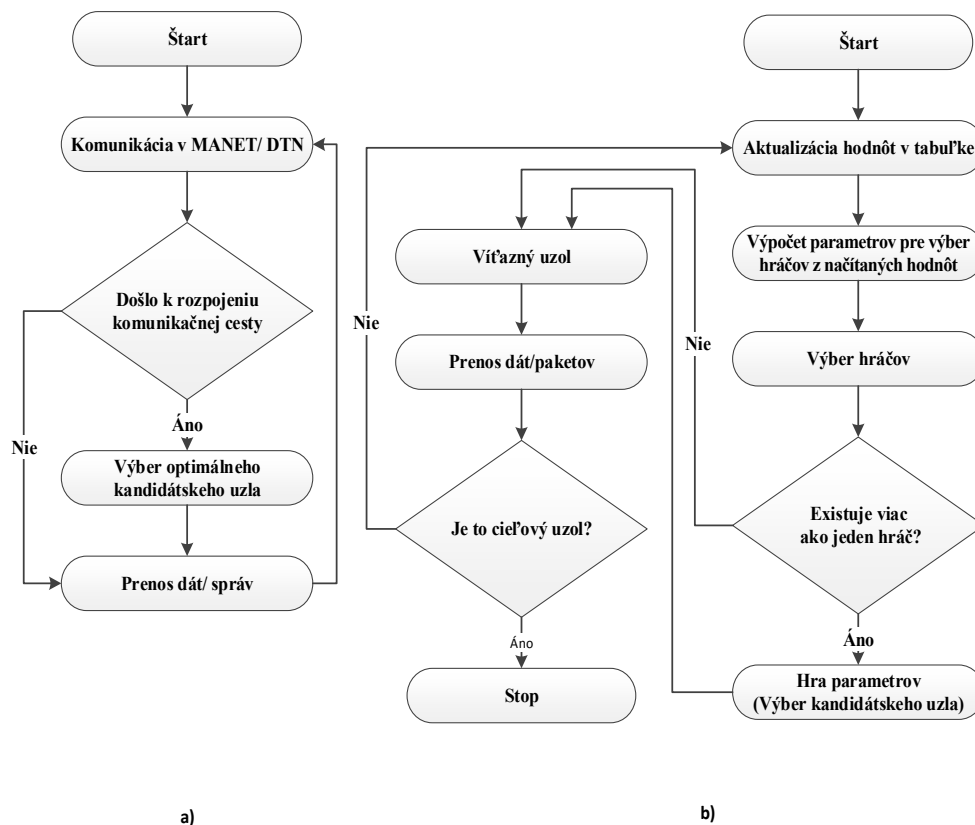 Štart
Komunikácia v MANET/ DTN
Došlo k rozpojeniu
komunikačnej cesty
Nie
Áno
Výber optimálneho
kandidátskeho uzla
Prenos dát/ správ
a)
Štart
Aktualizácia hodnôt v tabuľke
Výpočet parametrov pre výber
hráčov z načítaných hodnôt
Výber hráčov
Existuje viac
ako jeden hráč?
Nie
Áno
Hra parametrov
(Výber kandidátskeho uzla)
Víťazný uzol
Prenos dát/paketov
Je to cieľový uzol?
Nie
Áno
Stop
b)